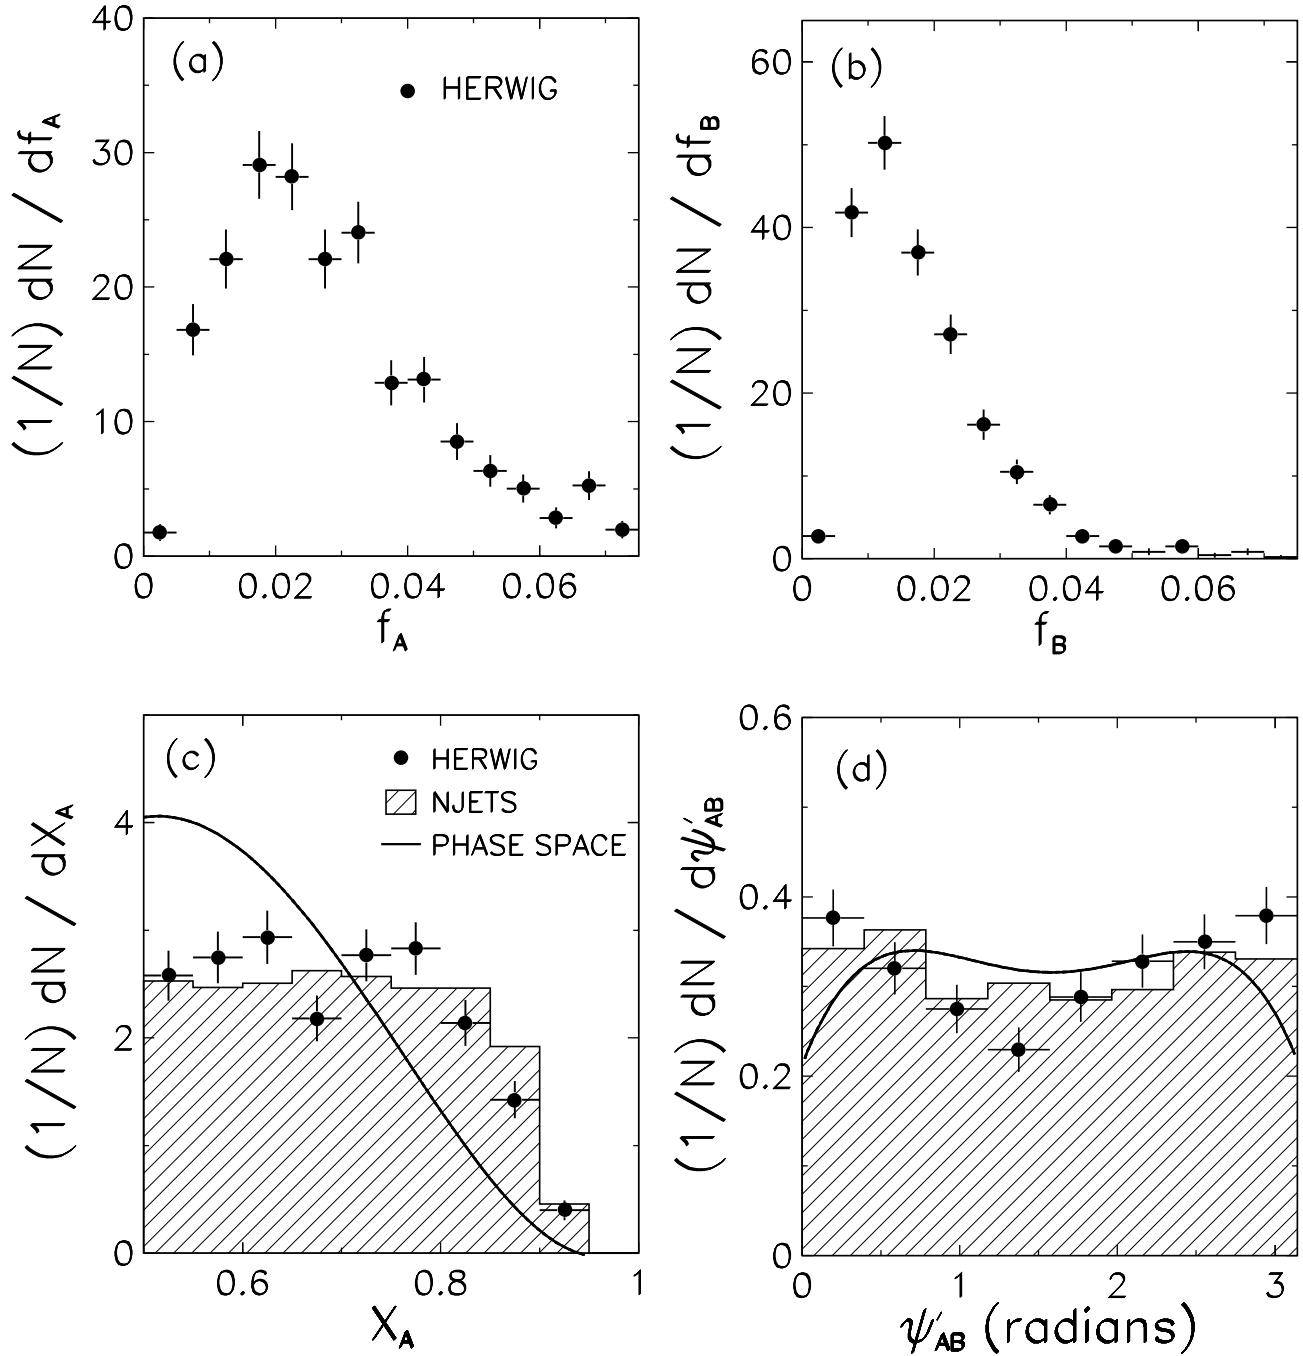 (a)
HERWIG
40
30
20
10
0
(1/N) dN / df_A
0 0.02 0.04 0.06
f_A
(b)
60
40
20
0
(1/N) dN / df_B
0 0.02 0.04 0.06
f_B
(c)
HERWIG
NJETS
PHASE SPACE
4
2
0
(1/N) dN / dX_A
0.6 0.8 1
X_A
(d)
0.6
0.4
0.2
0
(1/N) dN / dψ′_AB
0 1 2 3
ψ′_AB (radians)